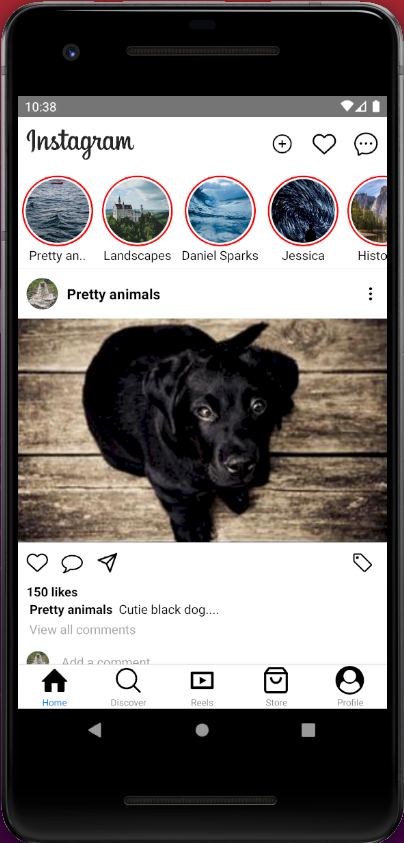 10:38
Instagram
Pretty an.. Landscapes Daniel Sparks Jessica Histo
Pretty animals
150 likes
Pretty animals Cutie black dog....
View all comments
Add a comment
Home Discover Reels Store Profile